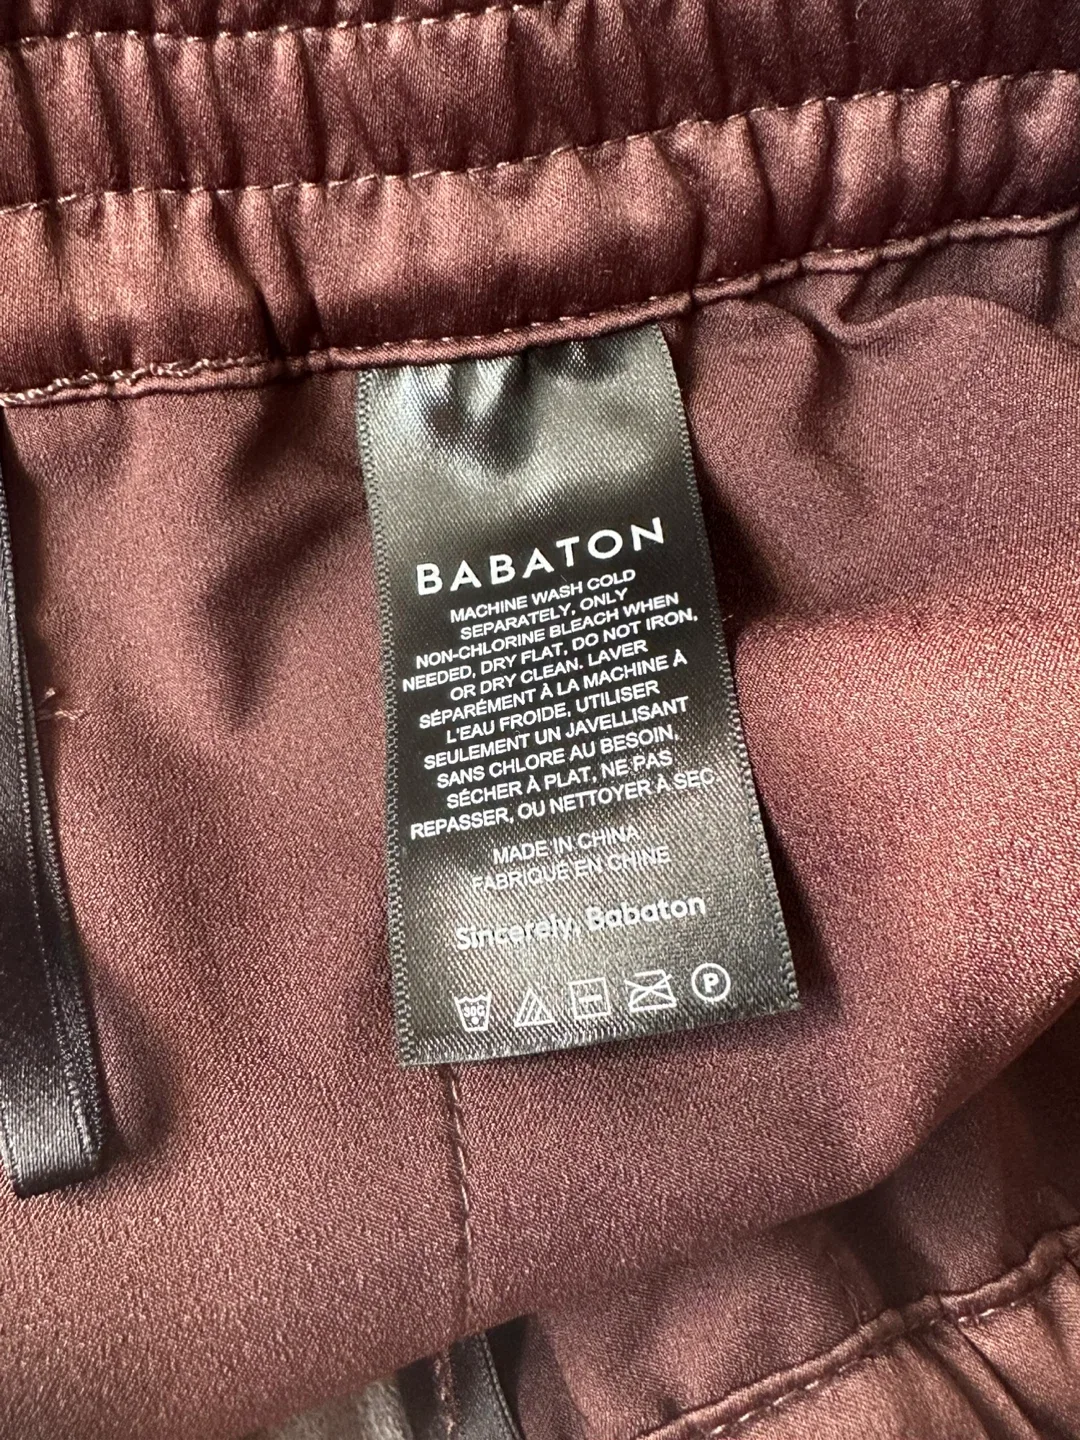 BABATON
MACHINE WASH COLD
SEPARATELY, ONLY
NON-CHLORINE BLEACH WHEN
NEEDED, DRY FLAT, DO NOT IRON,
OR DRY CLEAN. LAVER
SÉPARÉMENT À LA MACHINE À
L'EAU FROIDE, UTILISER
SEULEMENT UN JAVELLISANT
SANS CHLORE AU BESOIN,
SÉCHER À PLAT, NE PAS
REPASSER, OU NETTOYER À SEC.
MADE IN CHINA
FABRIQUÉ EN CHINE
Sincerely, Babaton
30C P